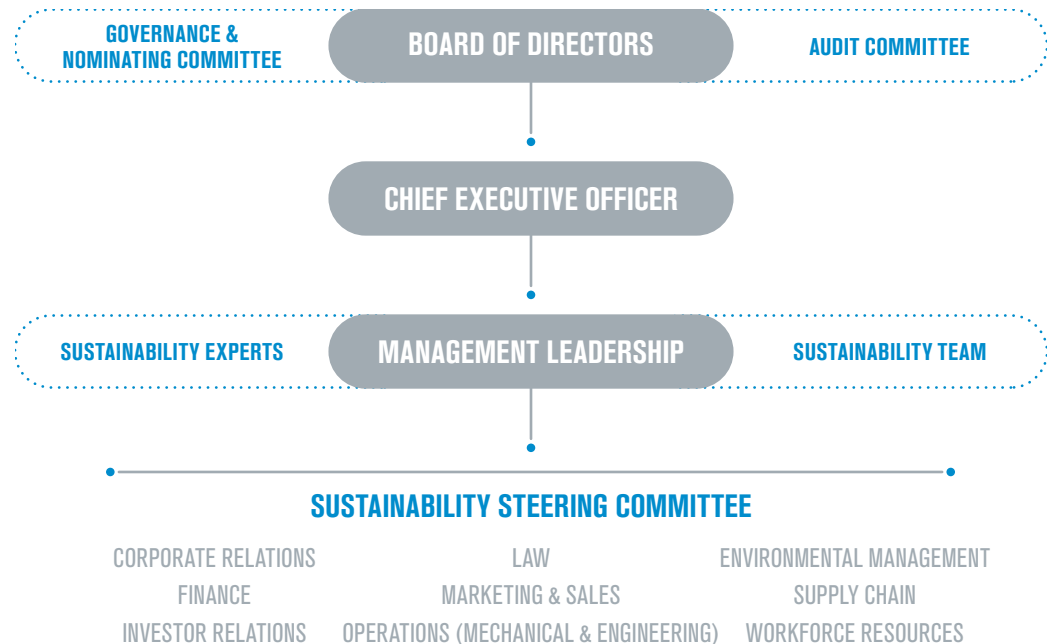 GOVERNANCE &
NOMINATING COMMITTEE
BOARD OF DIRECTORS
AUDIT COMMITTEE
CHIEF EXECUTIVE OFFICER
SUSTAINABILITY EXPERTS
MANAGEMENT LEADERSHIP
SUSTAINABILITY TEAM
SUSTAINABILITY STEERING COMMITTEE
CORPORATE RELATIONS
LAW
ENVIRONMENTAL MANAGEMENT
FINANCE
MARKETING & SALES
SUPPLY CHAIN
INVESTOR RELATIONS
OPERATIONS (MECHANICAL & ENGINEERING)
WORKFORCE RESOURCES